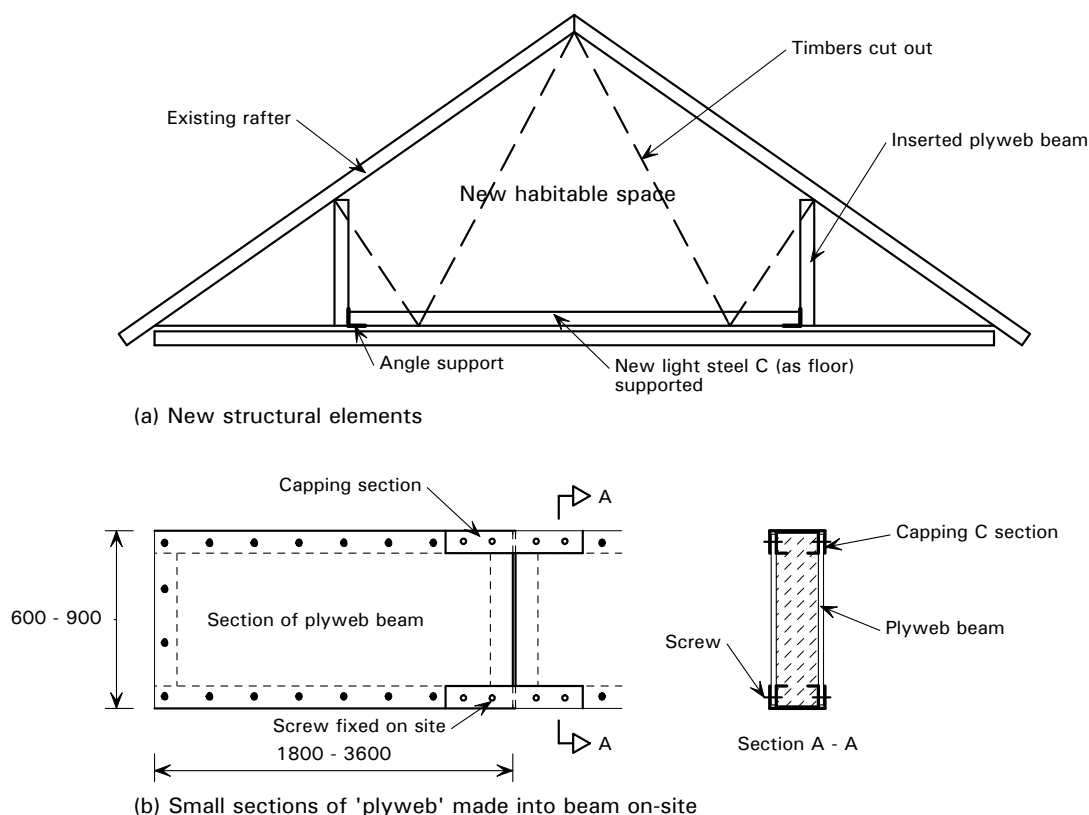 Timbers cut out
Existing rafter
Inserted plyweb beam
New habitable space
Angle support
New light steel C (as floor)
supported
(a) New structural elements
Capping section
A
Capping C section
600 - 900
Section of plyweb beam
Plyweb beam
Screw
Screw fixed on site
A
Section A - A
1800 - 3600
(b) Small sections of 'plyweb' made into beam on-site